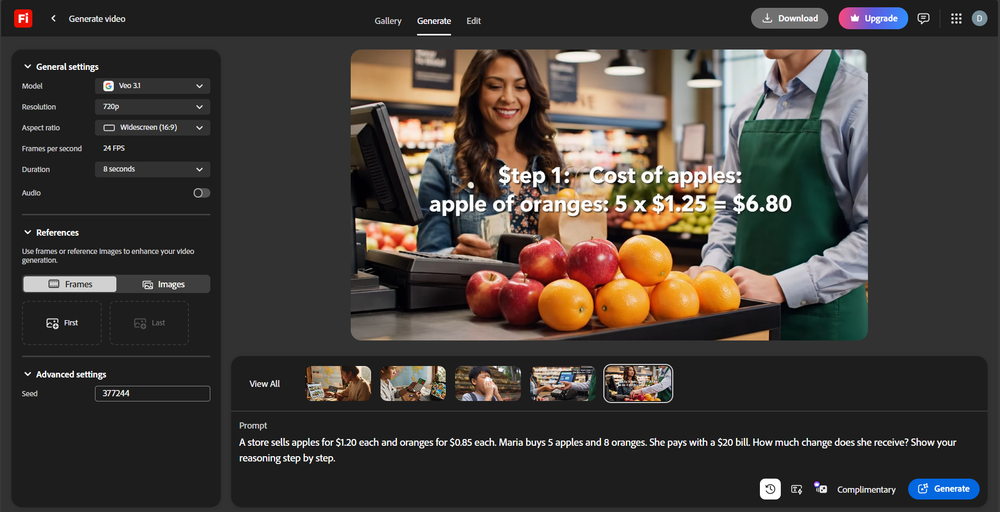 Fi
Generate video
Gallery
Generate
Edit
Download
Upgrade
D
General settings
Model
Veo 3.1
Resolution
720p
Aspect ratio
Widescreen (16:9)
Frames per second
24 FPS
Duration
8 seconds
Audio
References
Use frames or reference images to enhance your video
generation.
Frames
Images
First
Last
Advanced settings
Seed
377244
$tep 1: Cost of apples:
apple of oranges: 5 x $1.25 = $6.80
View All
Prompt
A store sells apples for $1.20 each and oranges for $0.85 each. Maria buys 5 apples and 8 oranges. She pays with a $20 bill. How much change does she receive? Show your
reasoning step by step.
Complimentary
Generate